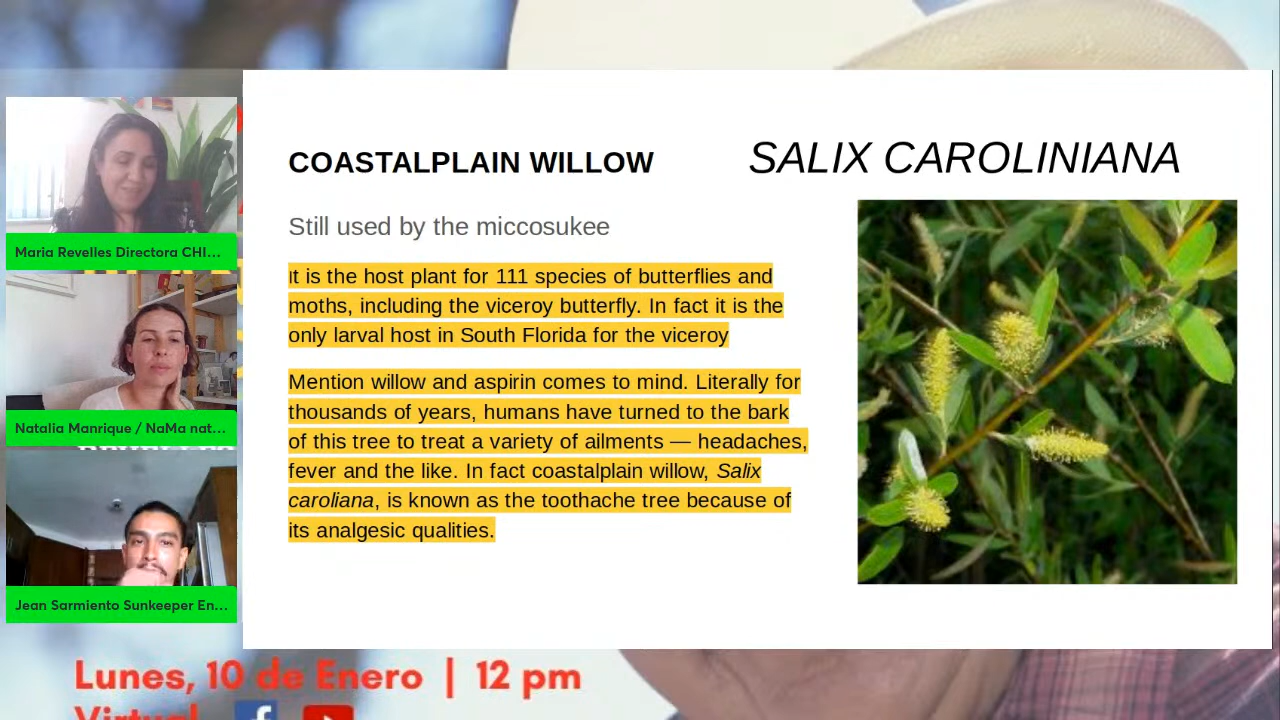 COASTALPLAIN WILLOW
SALIX CAROLINIANA
Still used by the miccosukee
It is the host plant for 111 species of butterflies and
moths, including the viceroy butterfly. In fact it is the
only larval host in South Florida for the viceroy
Mention willow and aspirin comes to mind. Literally for
thousands of years, humans have turned to the bark
of this tree to treat a variety of ailments — headaches,
fever and the like. In fact coastalplain willow, Salix
caroliana, is known as the toothache tree because of
its analgesic qualities.
Maria Revelles Directora CHI...
Natalia Manrique / NaMa nat...
Jean Sarmiento Sunkeeper En...
Lunes, 10 de Enero | 12 pm
Virtual